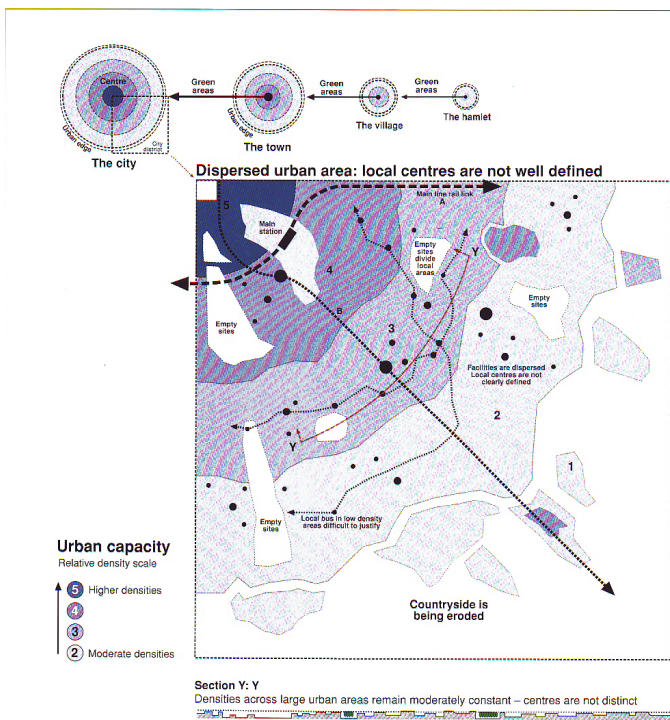 Centre
Urban edge
City
district
The city
Green
areas
Urban edge
The town
Green
areas
The village
Green
areas
The hamlet
Dispersed urban area: local centres are not well defined
5
Main line rail link
A
Main
station
Empty
sites
divide
local
areas
Y
4
B
Empty
sites
Empty
sites
3
Facilities are dispersed
Local centres are not
clearly defined
2
Y
1
Empty
sites
Local bus in low density
areas difficult to justify
Urban capacity
Relative density scale
5 Higher densities
4
3
2 Moderate densities
Countryside is
being eroded
Section Y: Y
Densities across large urban areas remain moderately constant – centres are not distinct